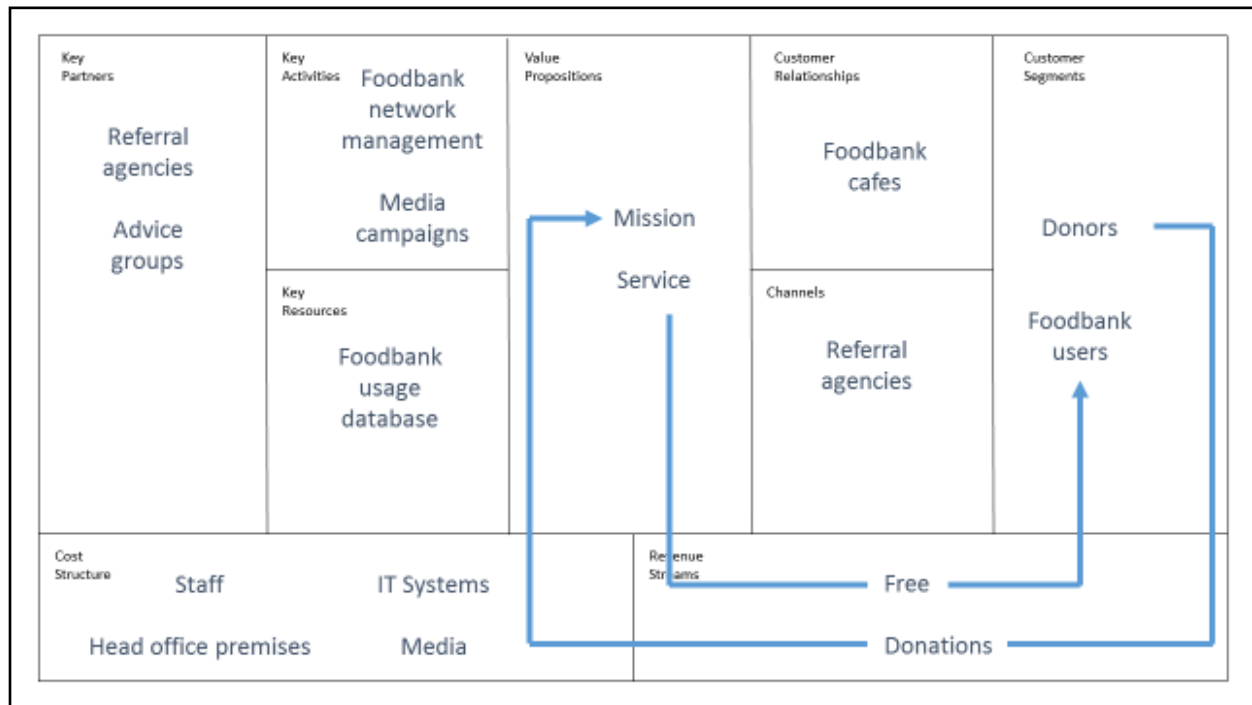 Key
Partners
Referral
agencies
Advice
groups
Key
Activities
Foodbank
network
management
Media
campaigns
Key
Resources
Foodbank
usage
database
Value
Propositions
Mission
Service
Customer
Relationships
Foodbank
cafes
Channels
Referral
agencies
Customer
Segments
Donors
Foodbank
users
Cost
Structure
Staff
IT Systems
Head office premises
Media
Revenue
Streams
Free
Donations